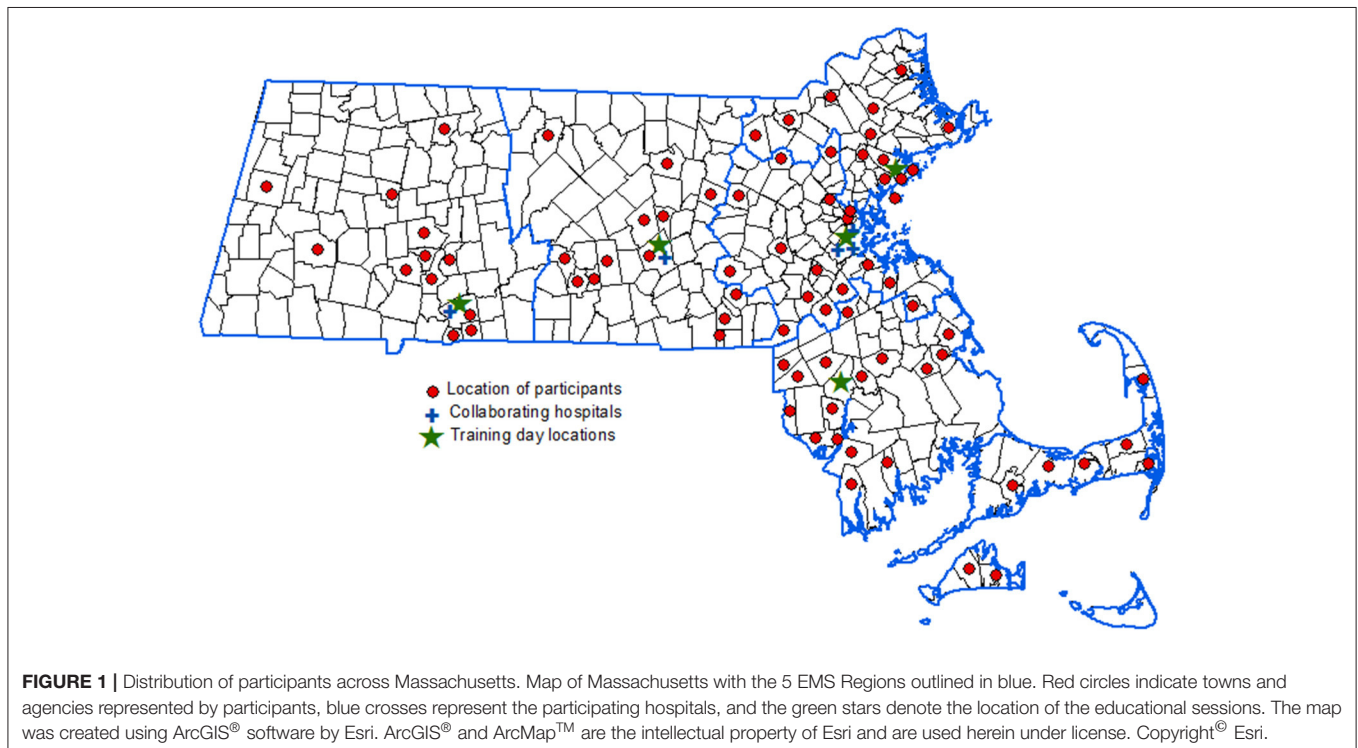 Location of participants
Collaborating hospitals
Training day locations
FIGURE 1 | Distribution of participants across Massachusetts. Map of Massachusetts with the 5 EMS Regions outlined in blue. Red circles indicate towns and
agencies represented by participants, blue crosses represent the participating hospitals, and the green stars denote the location of the educational sessions. The map
was created using ArcGIS® software by Esri. ArcGIS® and ArcMap™ are the intellectual property of Esri and are used herein under license. Copyright© Esri.